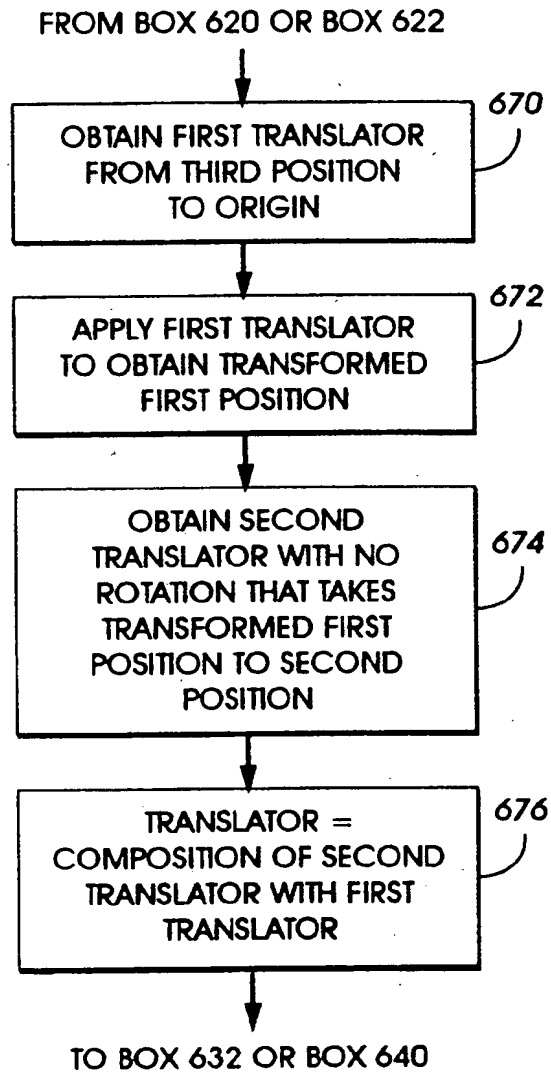 FROM BOX 620 OR BOX 622
670
OBTAIN FIRST TRANSLATOR
FROM THIRD POSITION
TO ORIGIN
672
APPLY FIRST TRANSLATOR
TO OBTAIN TRANSFORMED
FIRST POSITION
674
OBTAIN SECOND
TRANSLATOR WITH NO
ROTATION THAT TAKES
TRANSFORMED FIRST
POSITION TO SECOND
POSITION
676
TRANSLATOR =
COMPOSITION OF SECOND
TRANSLATOR WITH FIRST
TRANSLATOR
TO BOX 632 OR BOX 640